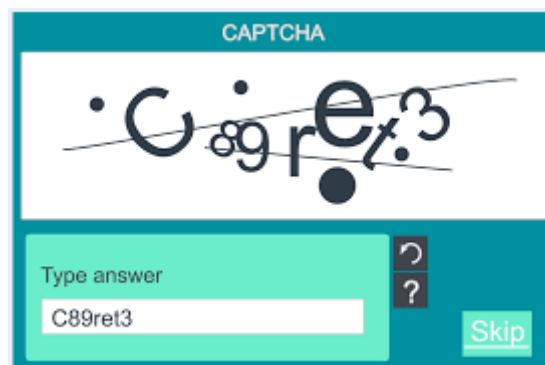 CAPTCHA
C89ret3
Type answer
C89ret3
?
Skip